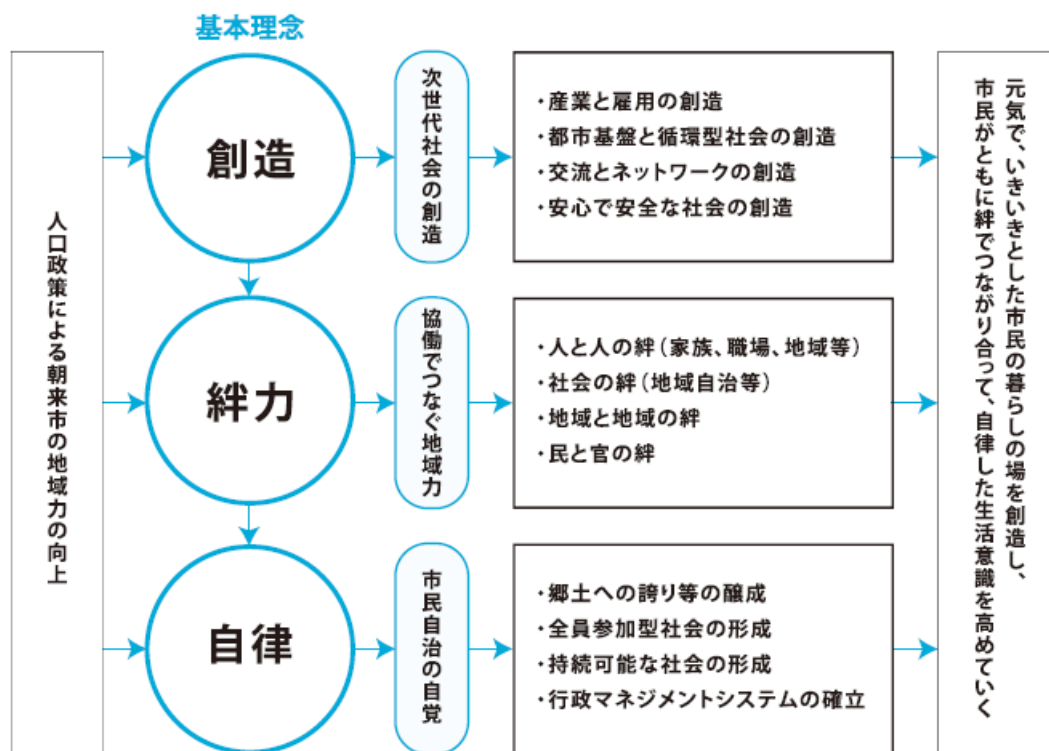 基本理念
人口政策による朝来市の地域力の向上
創造
次世代社会の創造
・産業と雇用の創造
・都市基盤と循環型社会の創造
・交流とネットワークの創造
・安心で安全な社会の創造
絆力
協働でつなぐ地域力
・人と人の絆（家族、職場、地域等）
・社会の絆（地域自治等）
・地域と地域の絆
・民と官の絆
自律
市民自治の自覚
・郷土への誇り等の醸成
・全員参加型社会の形成
・持続可能な社会の形成
・行政マネジメントシステムの確立
元気で、いきいきとした市民の暮らしの場を創造し、
市民がともに絆でつながり合って、自律した生活意識を高めていく